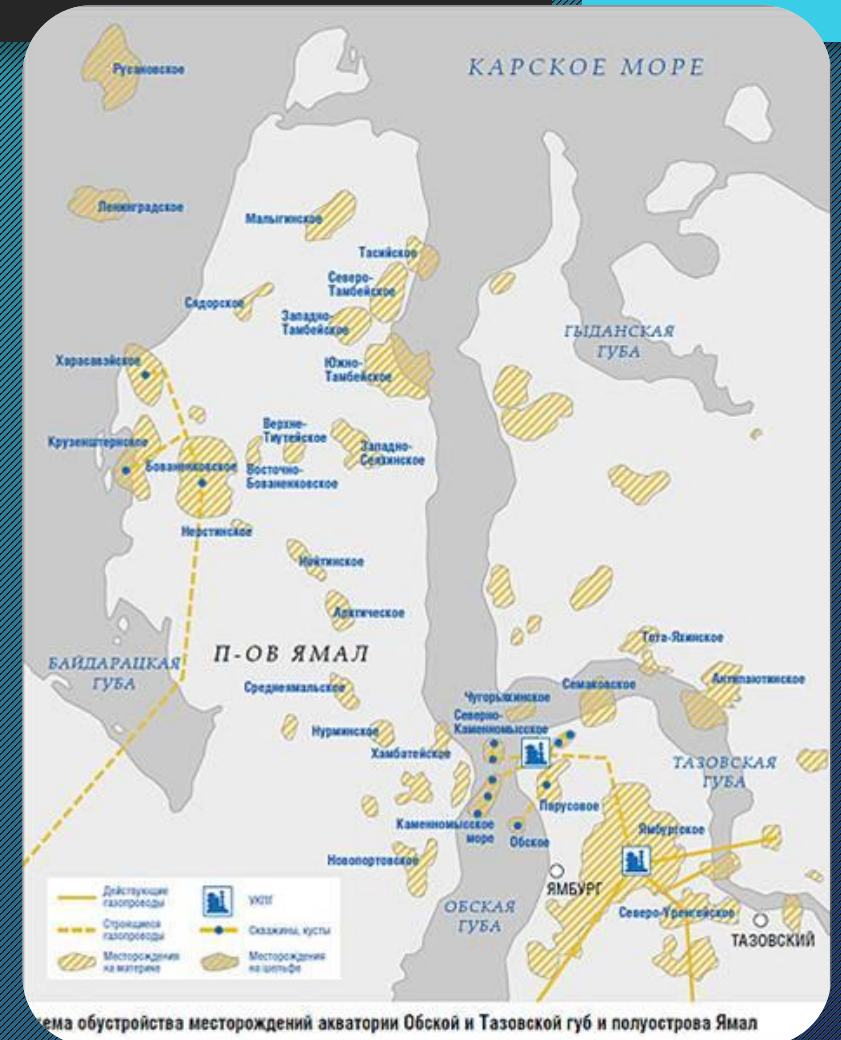 КАРСКОЕ МОРЕ
Русановское
Ленинградское
Малыгинское
Тасийское
Северо-
Тамбейское
Сядорское
Западно-
Тамбейское
ГЫДАНСКАЯ
ГУБА
Харасавэйское
Южно-
Тамбейское
Крузенштернское
Верхне-
Тиутейское
Западно-
Сеяхинское
Бованенковское
Восточно-
Бованенковское
Нерстинское
Нейтинское
Арктическое
П-ОВ ЯМАЛ
БАЙДАРАЦКАЯ
ГУБА
Тота-Яхинское
Среднеямальское
Семаковское
Антипаютинское
Чугорьяхинское
Северно-
Каменномысское
Нурминское
Хамбатейское
ТАЗОВСКАЯ
ГУБА
Парусовое
Каменномысское
море
Обское
Ямбургское
Новопортовское
ЯМБУРГ
ОБСКАЯ
ГУБА
Северо-Уренгойское
ТАЗОВСКИЙ
Действующие
газопроводы
УКПГ
Строящиеся
газопроводы
Скважины, кусты
Месторождения
на материке
Месторождения
на шельфе
ема обустройства месторождений акватории Обской и Тазовской губ и полуострова Ямал